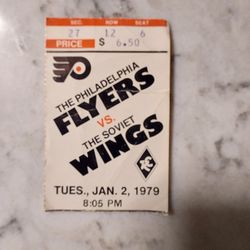 SEC. ROW SEAT
27 12 6
PRICE $ 6.50
THE PHILADELPHIA
FLYERS
VS.
THE SOVIET
WINGS
TUES., JAN. 2, 1979
8:05 PM